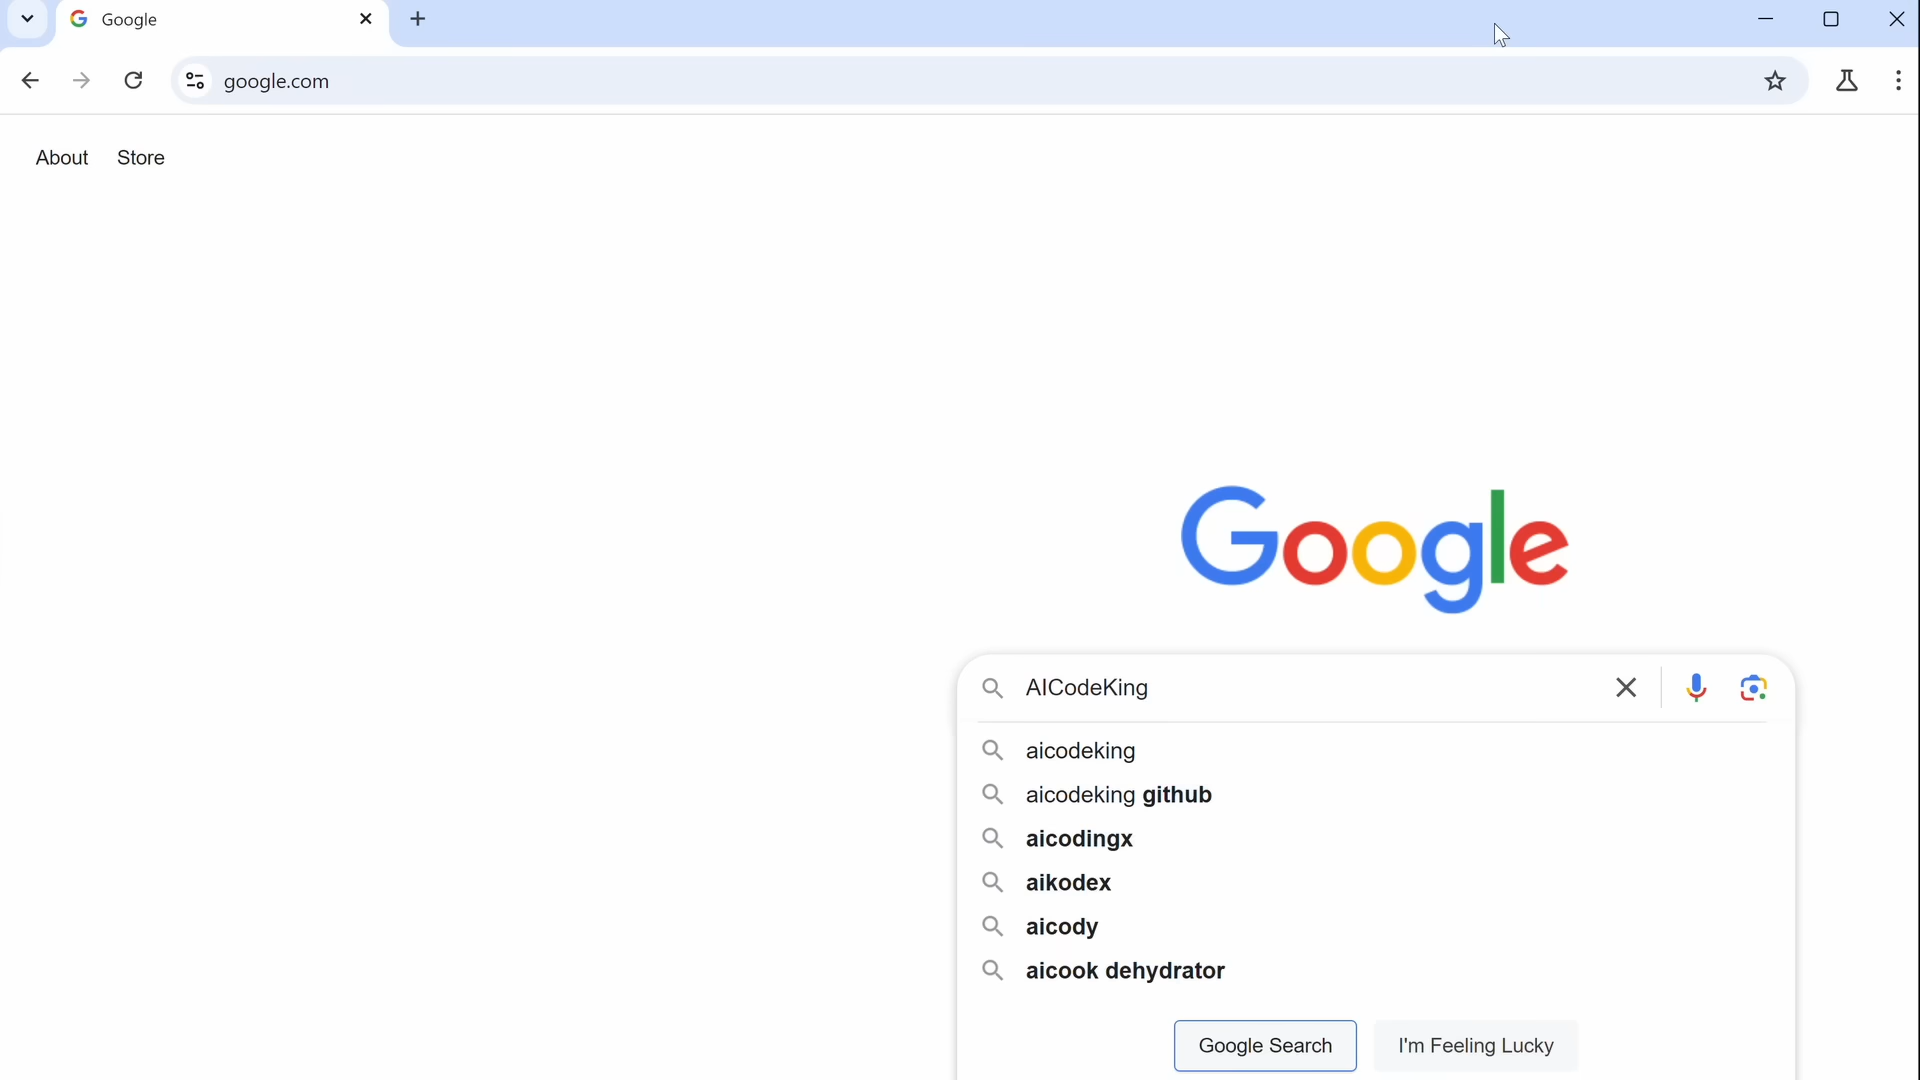 Google
google.com
About Store
Google
AICodeKing
aicodeking
aicodeking github
aicodingx
aikodex
aicody
aicook dehydrator
Google Search I'm Feeling Lucky